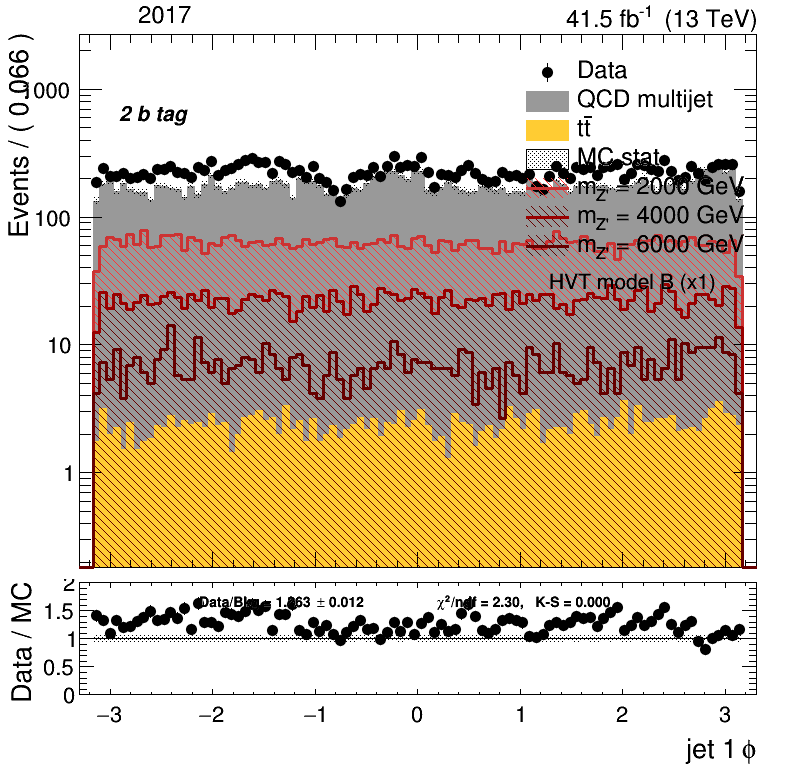 2017
41.5 fb⁻¹ (13 TeV)
Events / ( 0.066 )
2 b tag
Data
QCD multijet
tt̄
MC stat.
m_Z' = 2000 GeV
m_Z' = 4000 GeV
m_Z' = 6000 GeV
HVT model B (x1)
1000
100
10
1
Data / MC
2
1.5
1
0.5
0
± 0.012
χ²/ndf = 2.30, K-S = 0.000
−3 −2 −1 0 1 2 3
jet 1 ϕ